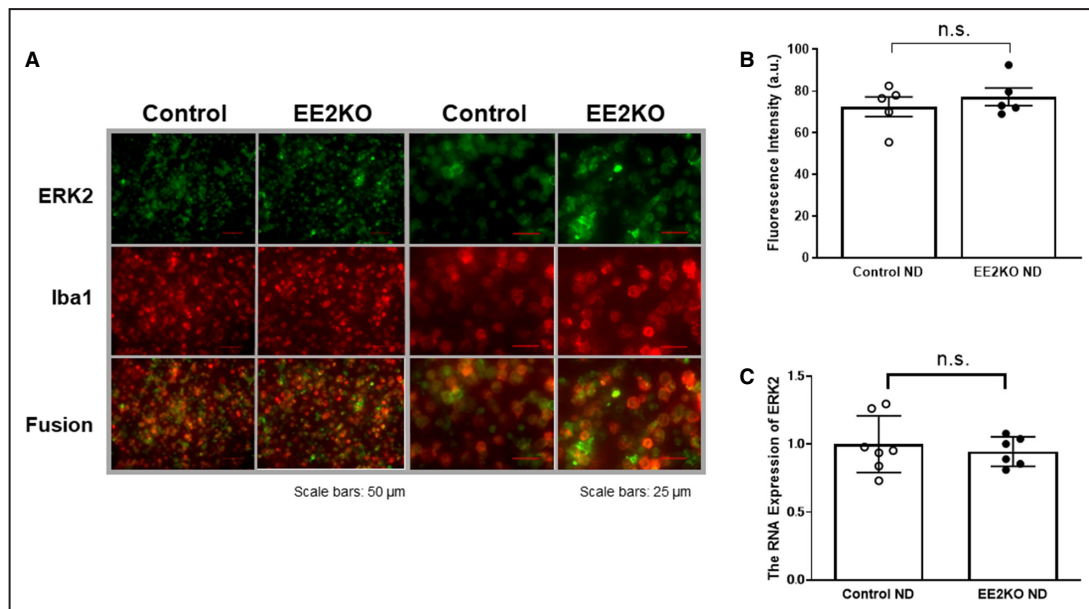 A
Control EE2KO Control EE2KO
ERK2
Iba1
Fusion
Scale bars: 50 µm Scale bars: 25 µm
B
n.s.
Fluorescence Intensity (a.u.)
100
80
60
40
20
0
Control ND EE2KO ND
C
n.s.
The RNA Expression of ERK2
1.5
1.0
0.5
0.0
Control ND EE2KO ND